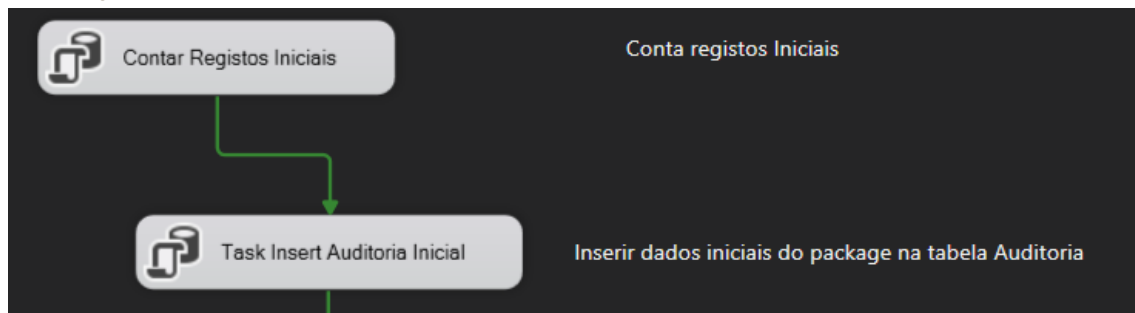 Contar Registos Iniciais
Conta registos Iniciais
Task Insert Auditoria Inicial
Inserir dados iniciais do package na tabela Auditoria